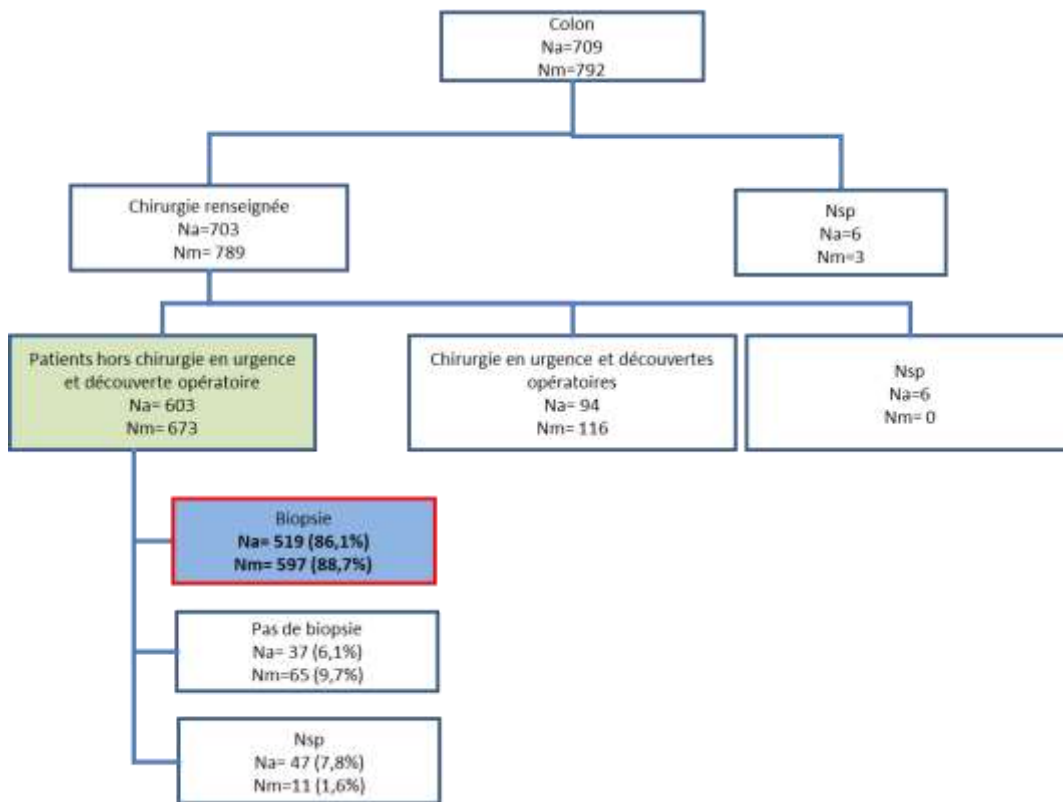 Colon
Na=709
Nm=792
Chirurgie renseignée
Na=703
Nm= 789
Nsp
Na=6
Nm=3
Patients hors chirurgie en urgence
et découverte opératoire
Na= 603
Nm= 673
Chirurgie en urgence et découvertes
opératoires
Na= 94
Nm= 116
Nsp
Na=6
Nm= 0
Biopsie
Na= 519 (86,1%)
Nm= 597 (88,7%)
Pas de biopsie
Na= 37 (6,1%)
Nm=65 (9,7%)
Nsp
Na= 47 (7,8%)
Nm=11 (1,6%)